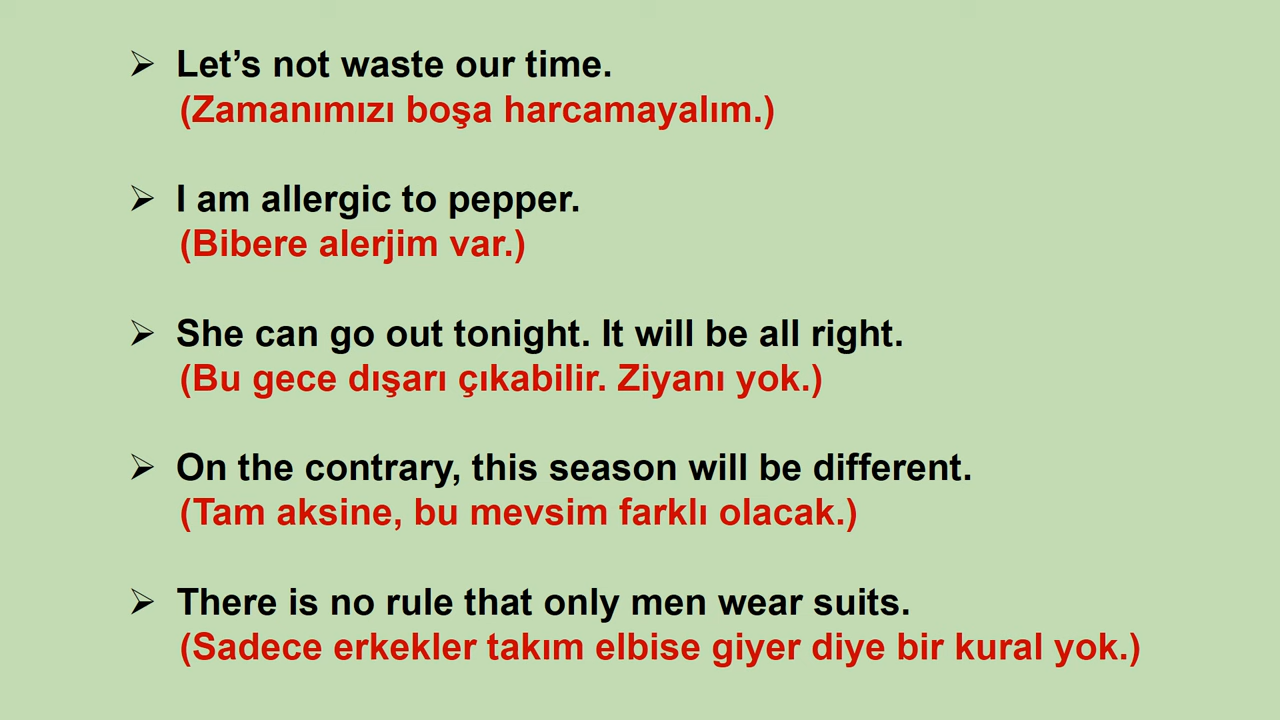 ➢ Let’s not waste our time.
(Zamanımızı boşa harcamayalım.)
➢ I am allergic to pepper.
(Bibere alerjim var.)
➢ She can go out tonight. It will be all right.
(Bu gece dışarı çıkabilir. Ziyanı yok.)
➢ On the contrary, this season will be different.
(Tam aksine, bu mevsim farklı olacak.)
➢ There is no rule that only men wear suits.
(Sadece erkekler takım elbise giyer diye bir kural yok.)